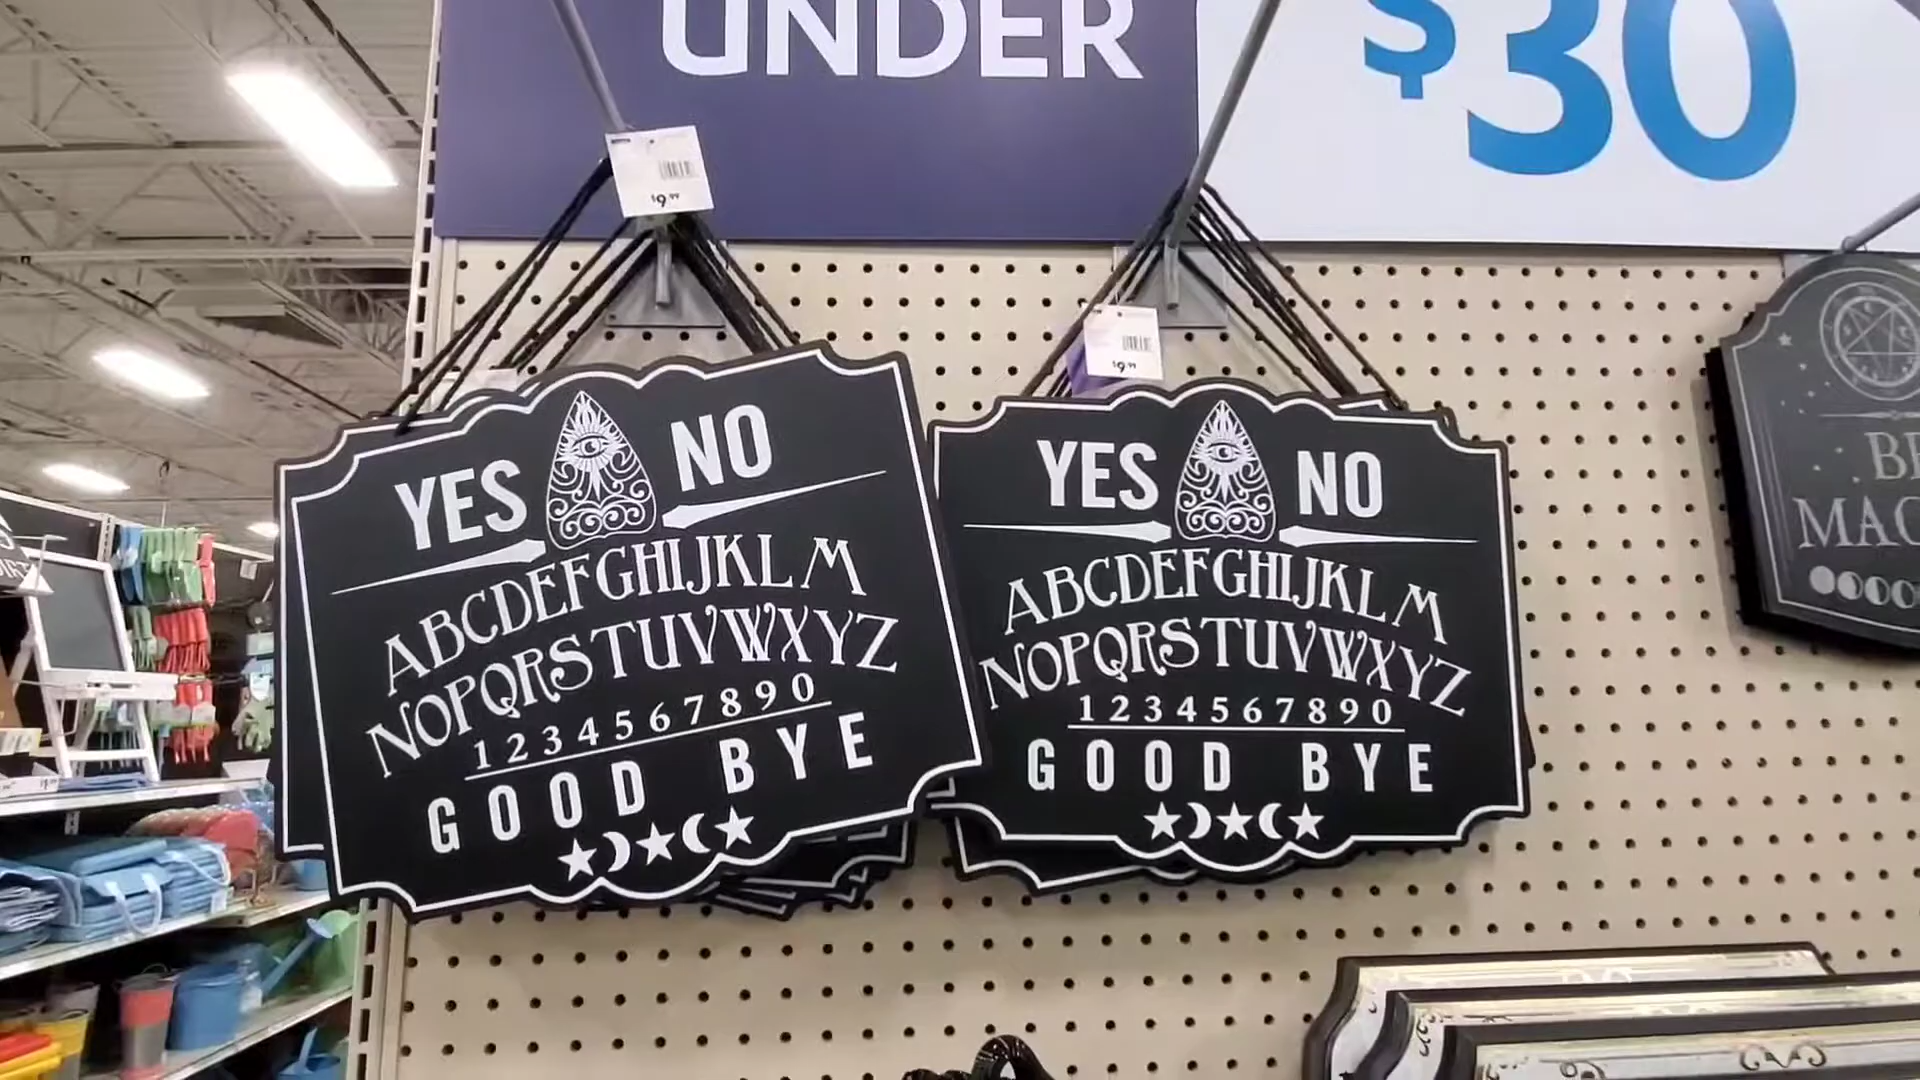 UNDER
$30
$9.99
$9.99
YES NO
ABCDEFGHIJKLM
NOPQRSTUVWXYZ
1234567890
GOOD BYE
YES NO
ABCDEFGHIJKLM
NOPQRSTUVWXYZ
1234567890
GOOD BYE